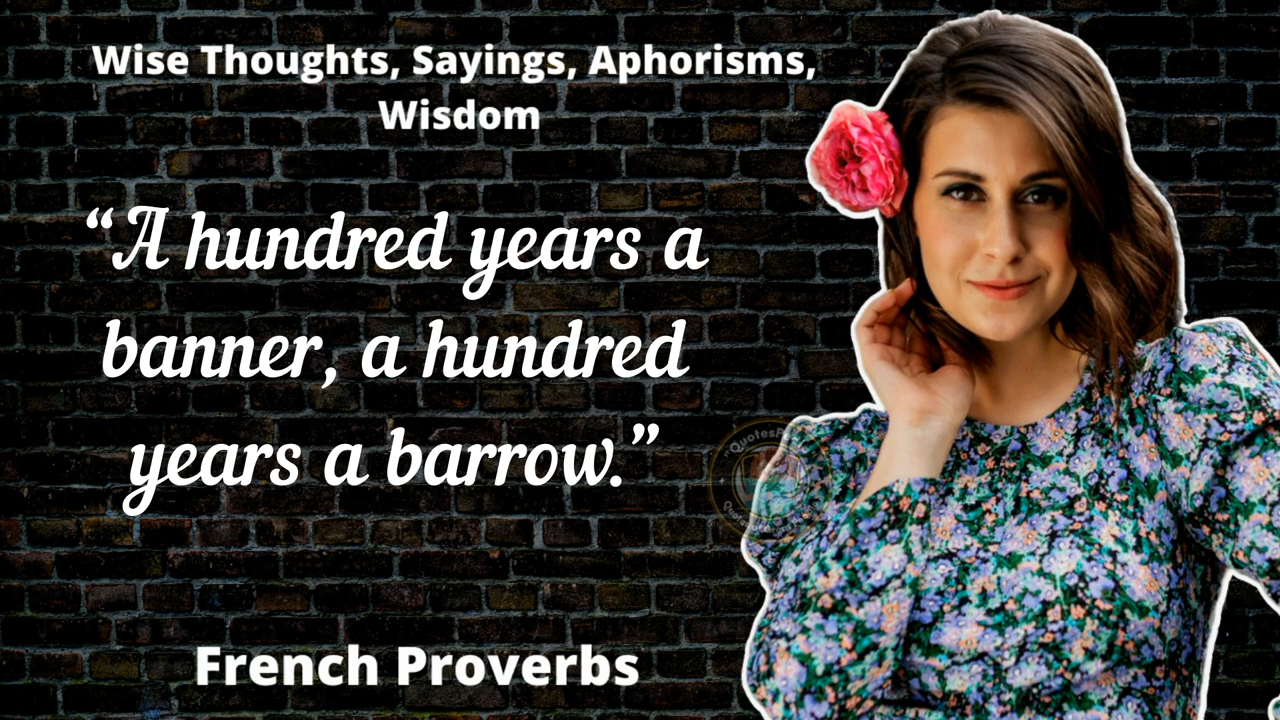 Wise Thoughts, Sayings, Aphorisms,
Wisdom
“A hundred years a
banner, a hundred
years a barrow.”
French Proverbs